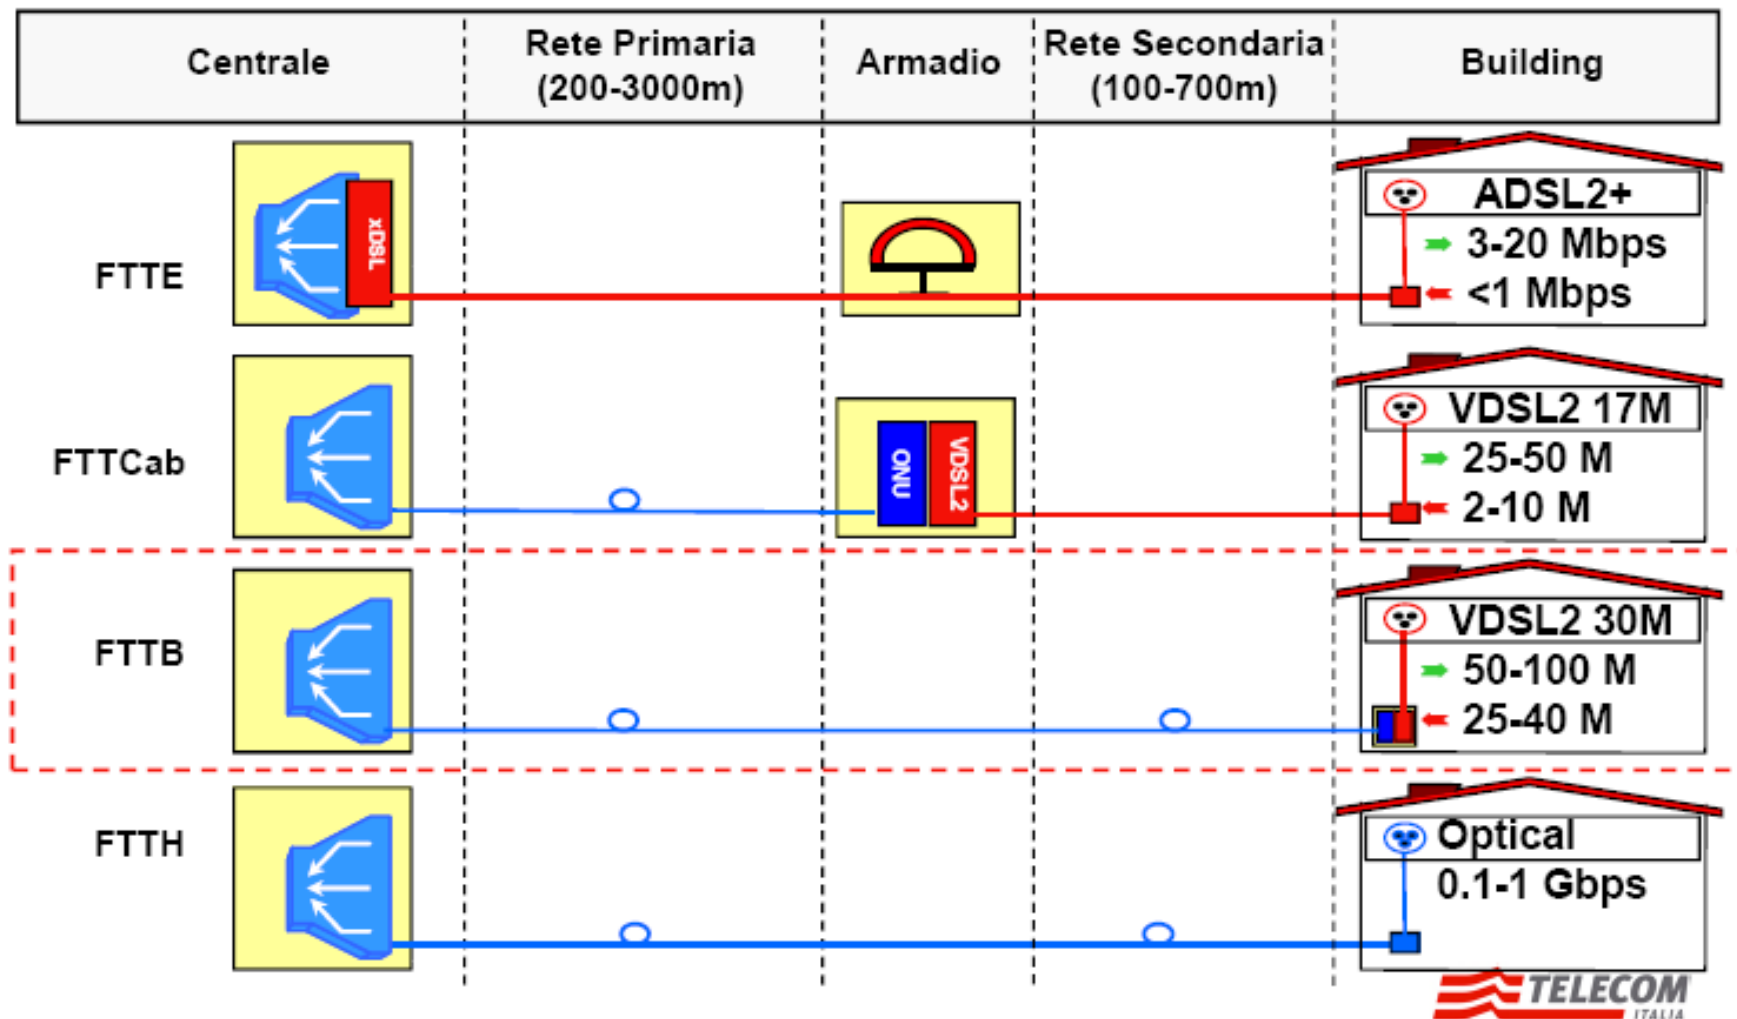 Centrale
Rete Primaria
(200-3000m)
Armadio
Rete Secondaria
(100-700m)
Building
FTTE
xDSL
ADSL2+
3-20 Mbps
<1 Mbps
FTTCab
ONU
VDSL2
VDSL2 17M
25-50 M
2-10 M
FTTB
VDSL2 30M
50-100 M
25-40 M
FTTH
Optical
0.1-1 Gbps
TELECOM
ITALIA